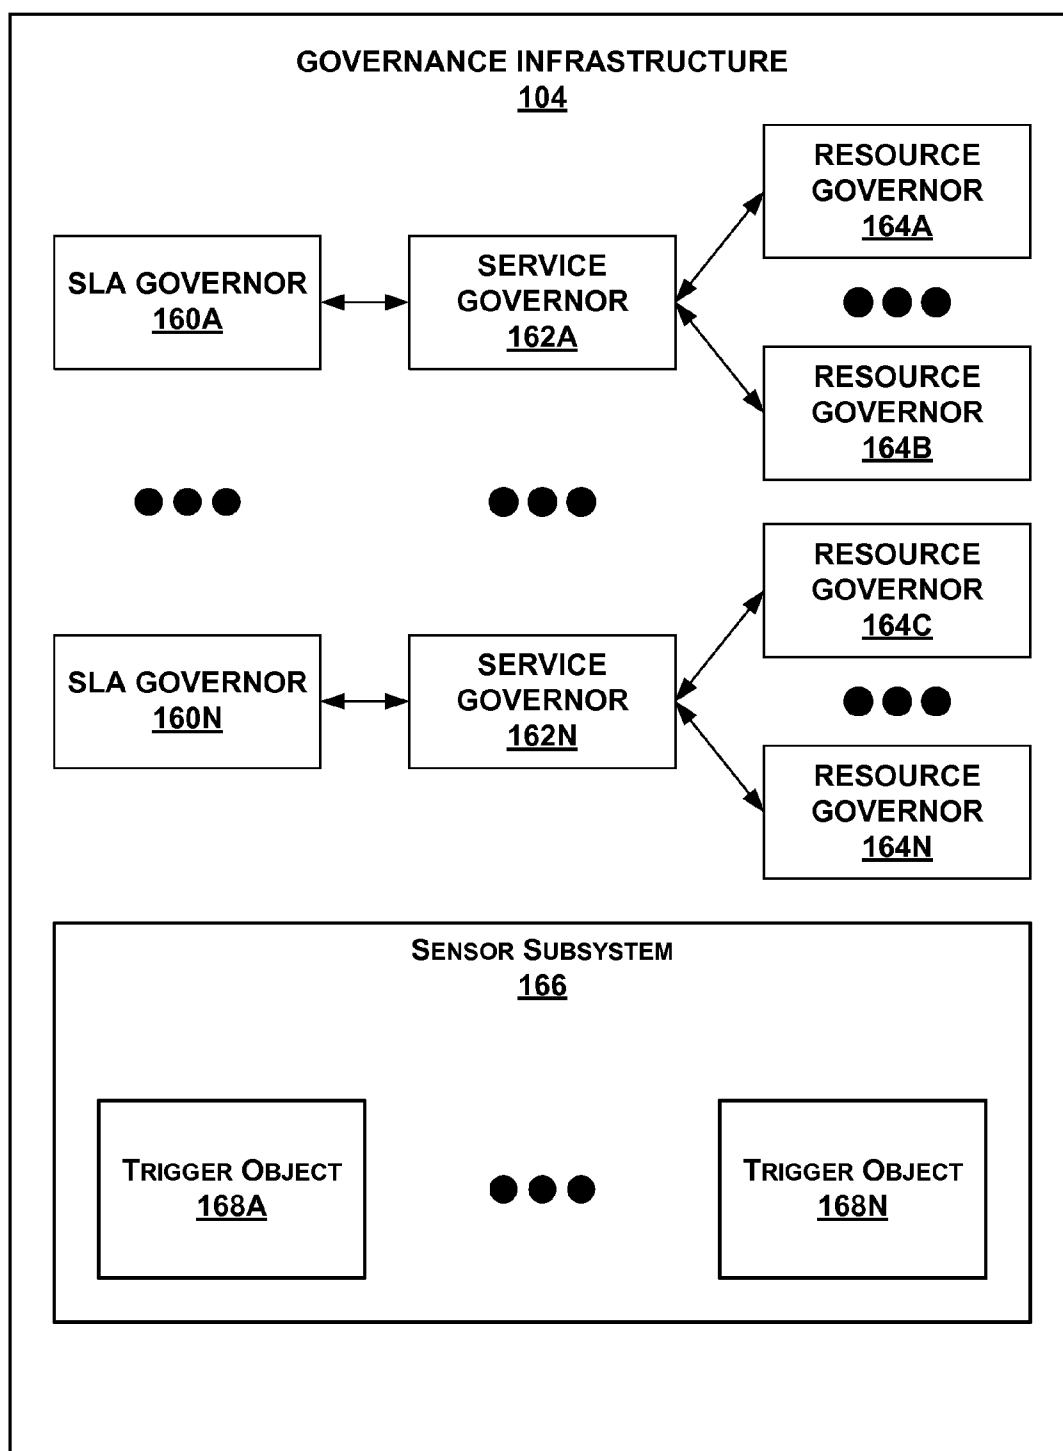 GOVERNANCE INFRASTRUCTURE
104
SLA GOVERNOR
160A
SERVICE
GOVERNOR
162A
RESOURCE
GOVERNOR
164A
RESOURCE
GOVERNOR
164B
SLA GOVERNOR
160N
SERVICE
GOVERNOR
162N
RESOURCE
GOVERNOR
164C
RESOURCE
GOVERNOR
164N
SENSOR SUBSYSTEM
166
TRIGGER OBJECT
168A
TRIGGER OBJECT
168N